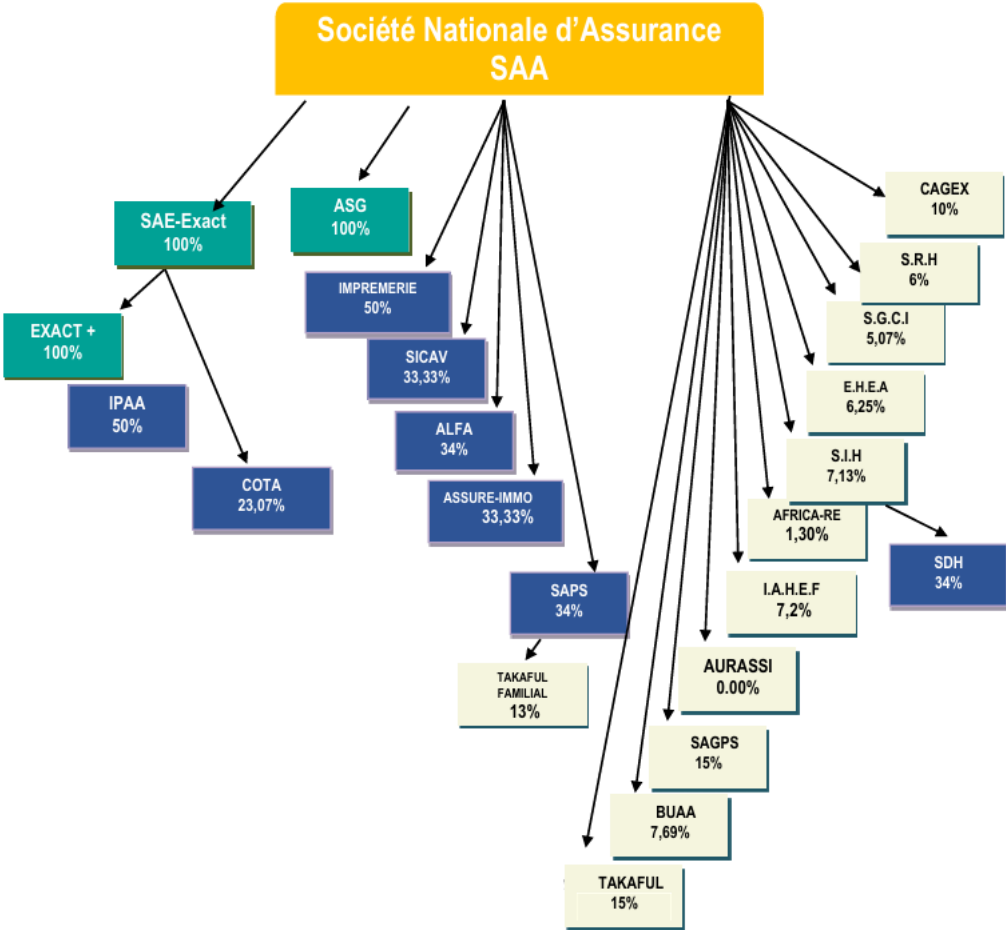 Société Nationale d’Assurance
SAA
SAE-Exact
100%
EXACT +
100%
IPAA
50%
COTA
23,07%
ASG
100%
IMPREMERIE
50%
SICAV
33,33%
ALFA
34%
ASSURE-IMMO
33,33%
SAPS
34%
TAKAFUL
FAMILIAL
13%
CAGEX
10%
S.R.H
6%
S.G.C.I
5,07%
E.H.E.A
6,25%
S.I.H
7,13%
AFRICA-RE
1,30%
SDH
34%
I.A.H.E.F
7,2%
AURASSI
0.00%
SAGPS
15%
BUAA
7,69%
TAKAFUL
15%